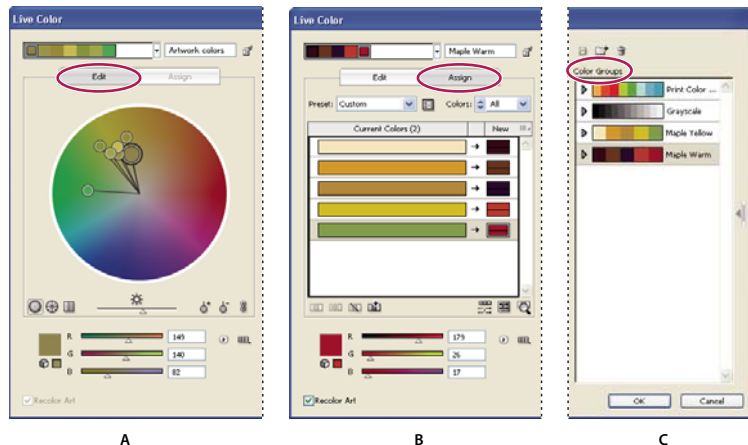 Live Color
Artwork colors
Edit
Assign
R
149
G
140
B
82
Recolor Art
A
Live Color
Maple Warm
Edit
Assign
Preset:
Custom
Colors:
All
Current Colors (2)
New
R
179
G
26
B
17
Recolor Art
B
Color Groups
Print Color ...
Grayscale
Maple Yellow
Maple Warm
OK
Cancel
C